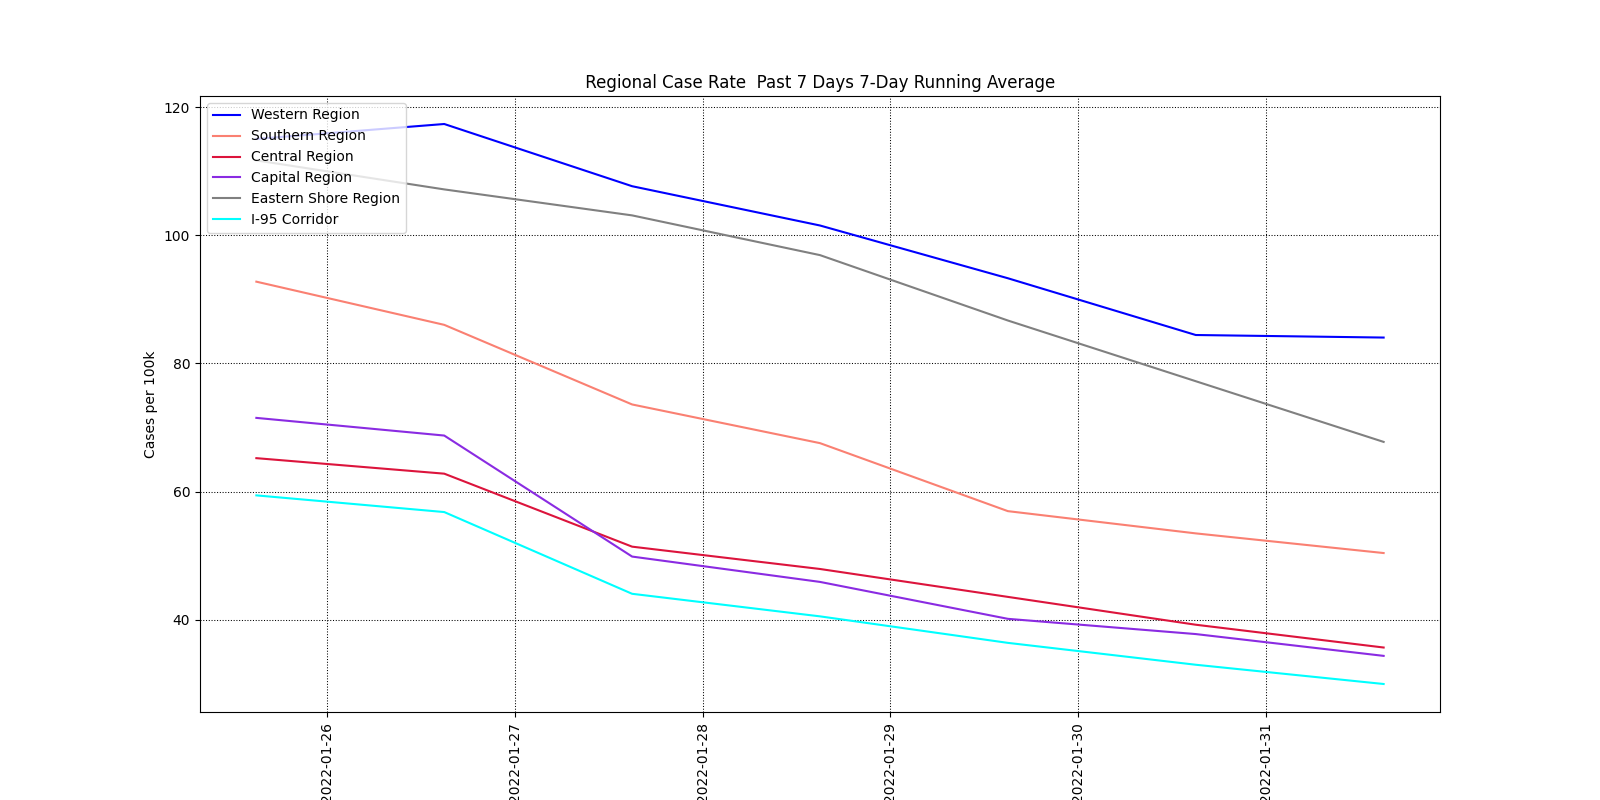 Regional Case Rate  Past 7 Days 7-Day Running Average
120
100
80
60
40
Cases per 100k
Western Region
Southern Region
Central Region
Capital Region
Eastern Shore Region
I-95 Corridor
2022-01-26
2022-01-27
2022-01-28
2022-01-29
2022-01-30
2022-01-31